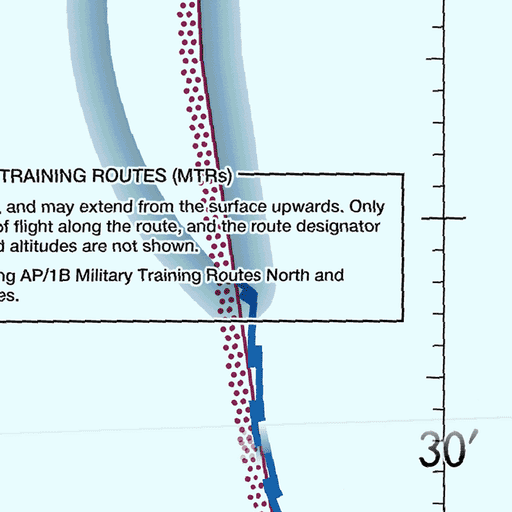 TRAINING ROUTES (MTRs)
, and may extend from the surface upwards. Only
of flight along the route, and the route designator
d altitudes are not shown.
ng AP/1B Military Training Routes North and
es.
30′